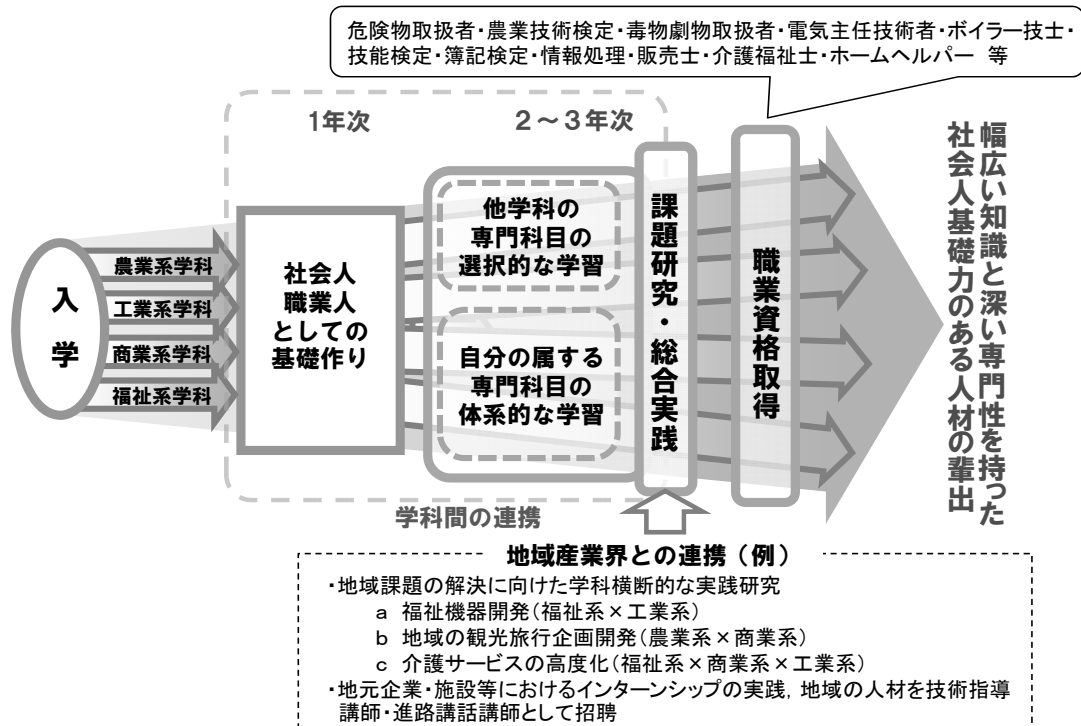 危険物取扱者・農業技術検定・毒物劇物取扱者・電気主任技術者・ボイラー技士・
技能検定・簿記検定・情報処理・販売士・介護福祉士・ホームヘルパー 等
1年次
2～3年次
入学
農業系学科
工業系学科
商業系学科
福祉系学科
社会人
職業人
としての
基礎作り
他学科の
専門科目の
選択的な学習
自分の属する
専門科目の
体系的な学習
課題研究・総合実践
職業資格取得
幅広い知識と深い専門性を持った
社会人基礎力のある人材の輩出
学科間の連携
地域産業界との連携（例）
・地域課題の解決に向けた学科横断的な実践研究
a 福祉機器開発（福祉系×工業系）
b 地域の観光旅行企画開発（農業系×商業系）
c 介護サービスの高度化（福祉系×商業系×工業系）
・地元企業・施設等におけるインターンシップの実践，地域の人材を技術指導
講師・進路講話講師として招聘